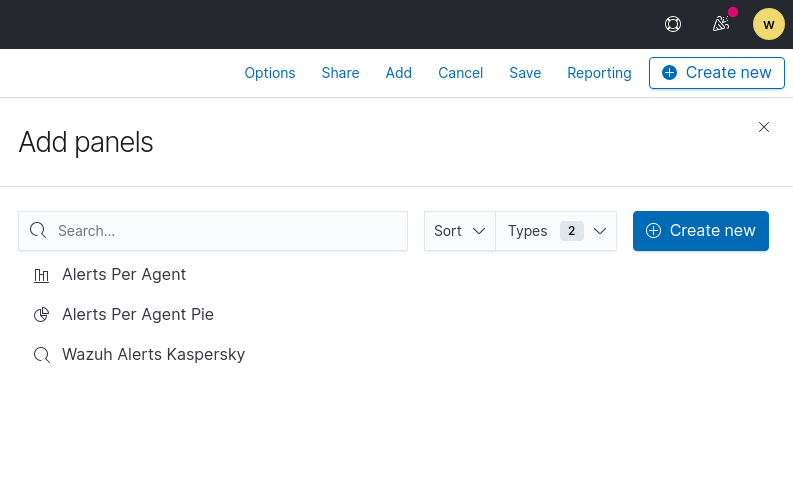 w
Options Share Add Cancel Save Reporting Create new
Add panels
Search... Sort Types 2 Create new
Alerts Per Agent
Alerts Per Agent Pie
Wazuh Alerts Kaspersky